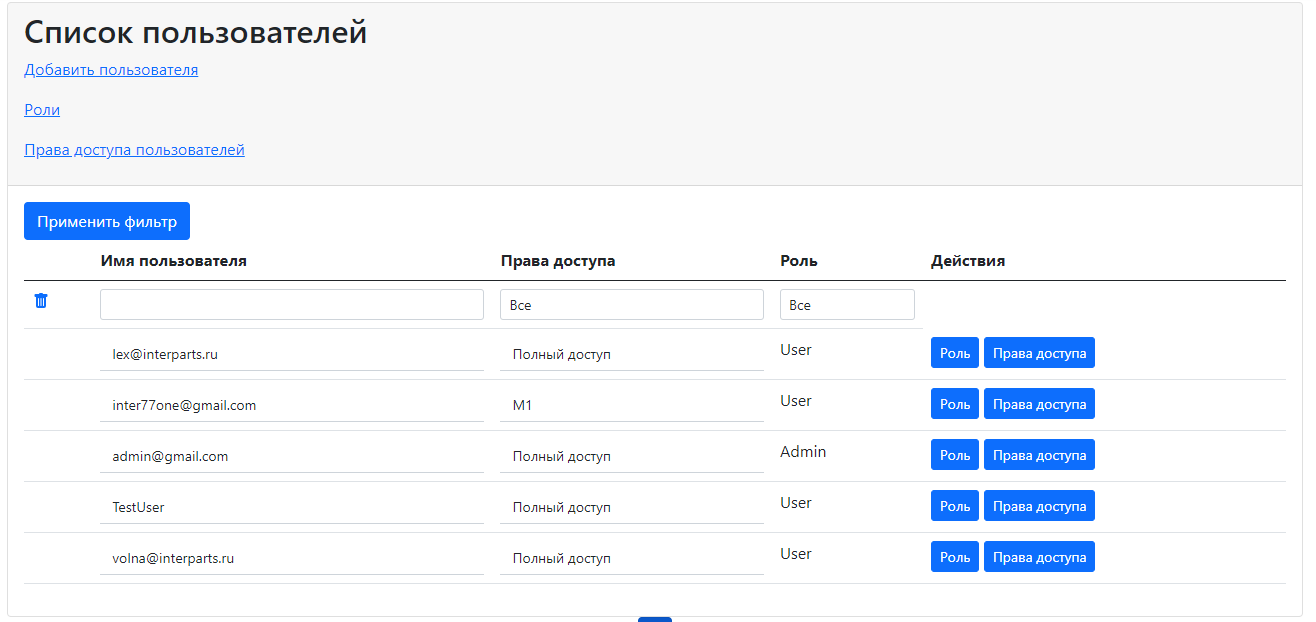 Список пользователей
Добавить пользователя
Роли
Права доступа пользователей
Применить фильтр
Имя пользователя Права доступа Роль Действия
Все Все
lex@interparts.ru Полный доступ User Роль Права доступа
inter77one@gmail.com M1 User Роль Права доступа
admin@gmail.com Полный доступ Admin Роль Права доступа
TestUser Полный доступ User Роль Права доступа
volna@interparts.ru Полный доступ User Роль Права доступа